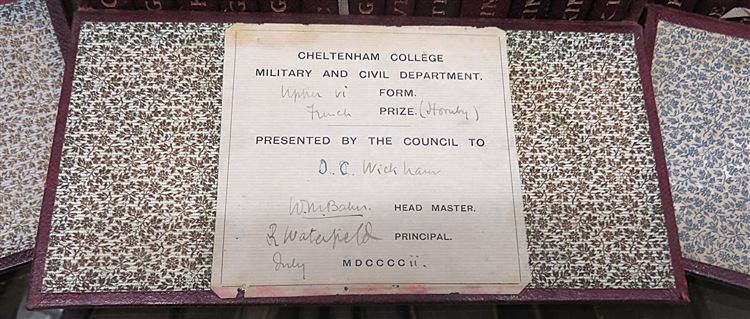 CHELTENHAM COLLEGE
MILITARY AND CIVIL DEPARTMENT.
Upper vi FORM.
French PRIZE. (Hornby)
PRESENTED BY THE COUNCIL TO
D. C. Wickham
W.M. Baker. HEAD MASTER.
R Waterfield PRINCIPAL.
July MDCCCCii.